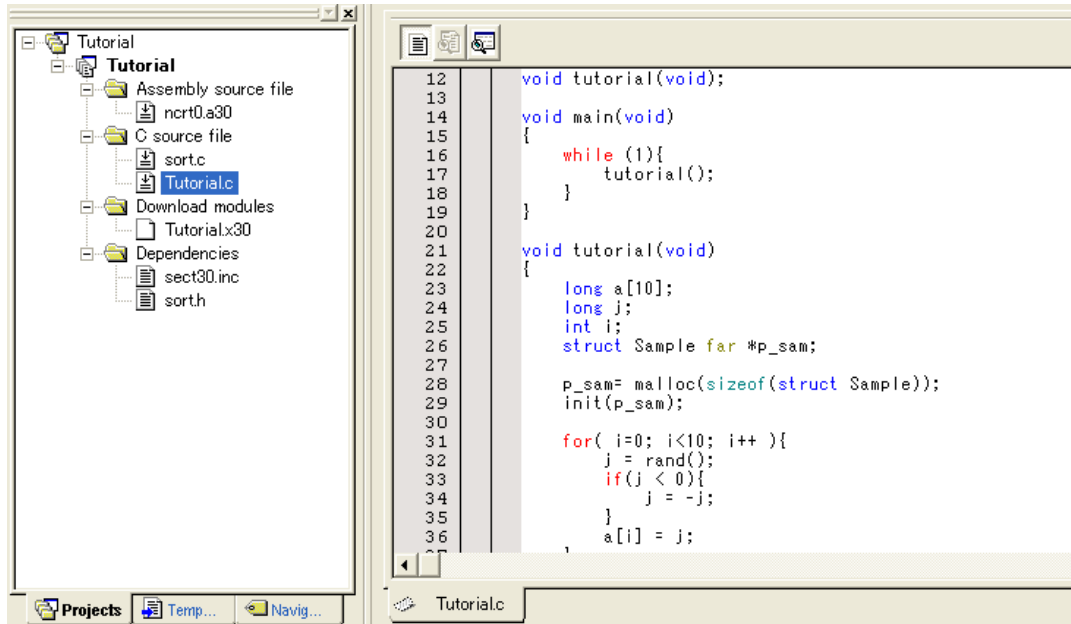 Tutorial
Tutorial
Assembly source file
ncrt0.a30
C source file
sort.c
Tutorial.c
Download modules
Tutorial.x30
Dependencies
sect30.inc
sort.h
Projects
Temp...
Navig...
12 void tutorial(void);
13
14 void main(void)
15 {
16 while (1){
17 tutorial();
18 }
19 }
20
21 void tutorial(void)
22 {
23 long a[10];
24 long j;
25 int i;
26 struct Sample far *p_sam;
27
28 p_sam= malloc(sizeof(struct Sample));
29 init(p_sam);
30
31 for( i=0; i<10; i++ ){
32 j = rand();
33 if(j < 0){
34 j = -j;
35 }
36 a[i] = j;
Tutorial.c